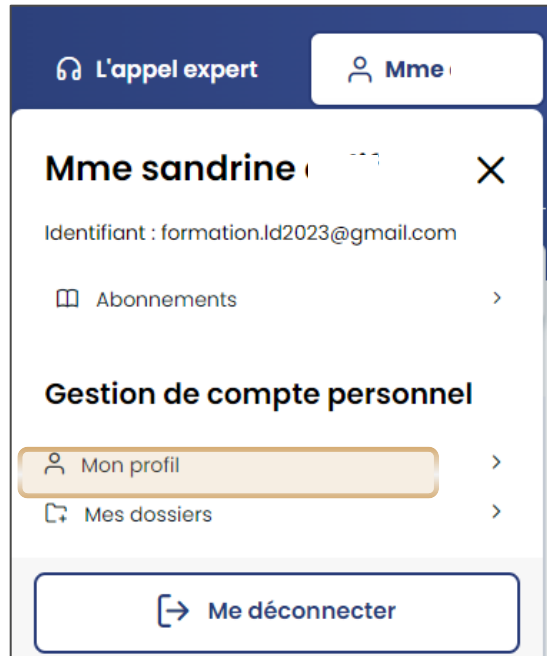 L'appel expert
Mme
Mme sandrine
Identifiant : formation.ld2023@gmail.com
Abonnements
Gestion de compte personnel
Mon profil
Mes dossiers
Me déconnecter